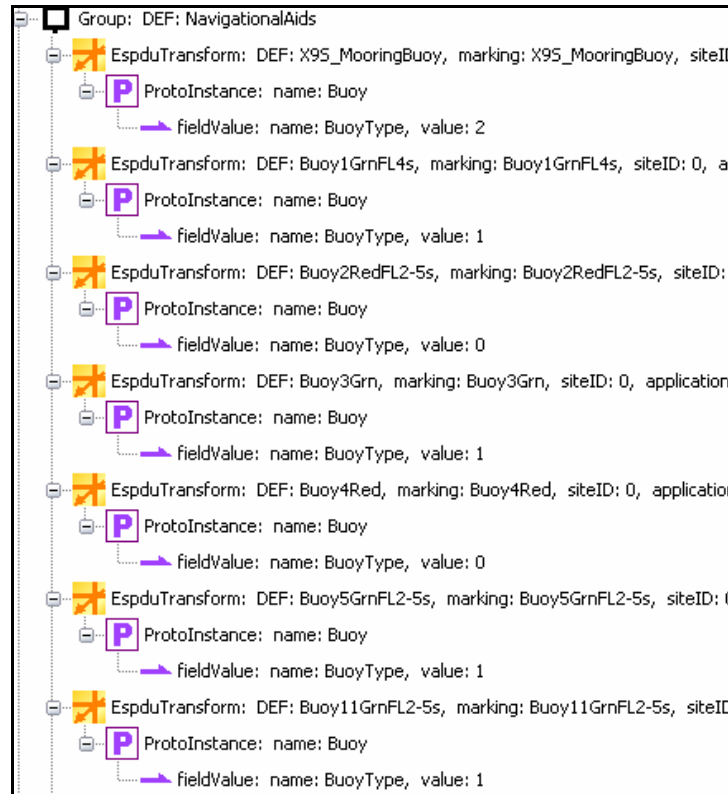 Group: DEF: NavigationalAids
EspduTransform: DEF: X9S_MooringBuoy, marking: X9S_MooringBuoy, siteID
P ProtoInstance: name: Buoy
fieldValue: name: BuoyType, value: 2
EspduTransform: DEF: Buoy1GrnFL4s, marking: Buoy1GrnFL4s, siteID: 0, a
P ProtoInstance: name: Buoy
fieldValue: name: BuoyType, value: 1
EspduTransform: DEF: Buoy2RedFL2-5s, marking: Buoy2RedFL2-5s, siteID:
P ProtoInstance: name: Buoy
fieldValue: name: BuoyType, value: 0
EspduTransform: DEF: Buoy3Grn, marking: Buoy3Grn, siteID: 0, application
P ProtoInstance: name: Buoy
fieldValue: name: BuoyType, value: 1
EspduTransform: DEF: Buoy4Red, marking: Buoy4Red, siteID: 0, application
P ProtoInstance: name: Buoy
fieldValue: name: BuoyType, value: 0
EspduTransform: DEF: Buoy5GrnFL2-5s, marking: Buoy5GrnFL2-5s, siteID: 0
P ProtoInstance: name: Buoy
fieldValue: name: BuoyType, value: 1
EspduTransform: DEF: Buoy11GrnFL2-5s, marking: Buoy11GrnFL2-5s, siteID
P ProtoInstance: name: Buoy
fieldValue: name: BuoyType, value: 1